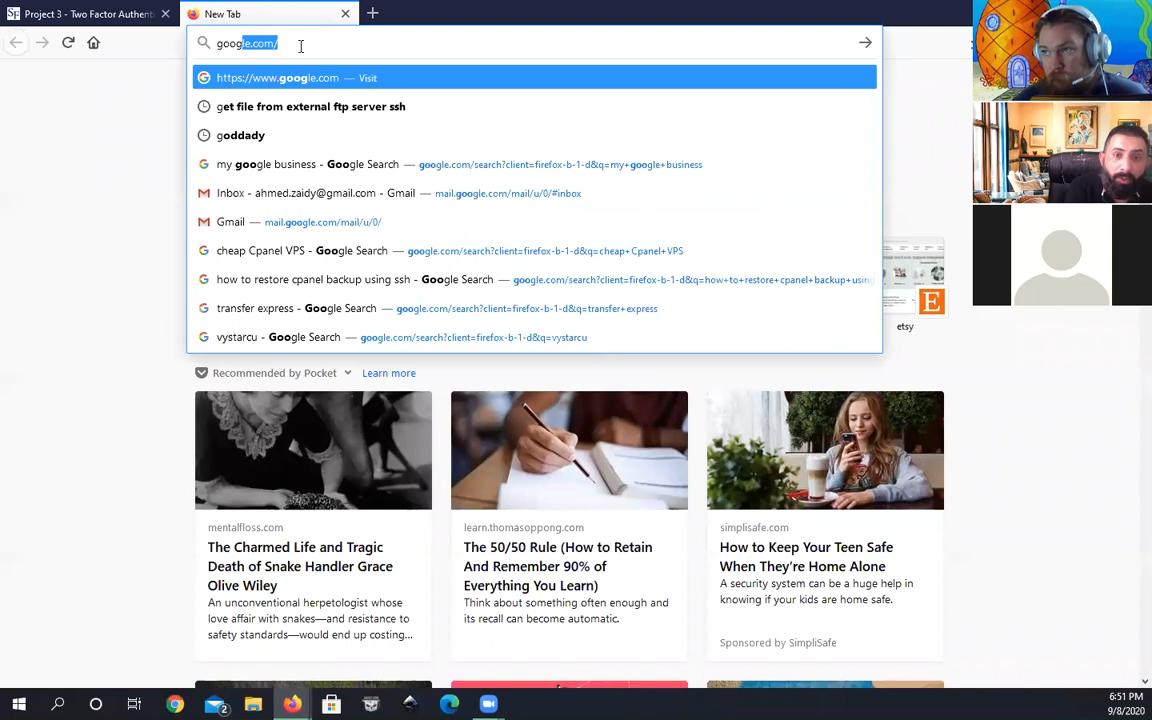 Project 3 - Two Factor Authenti
New Tab
google.com/
https://www.google.com — Visit
get file from external ftp server ssh
goddady
my google business - Google Search — google.com/search?client=firefox-b-1-d&q=my+google+business
Inbox - ahmed.zaidy@gmail.com - Gmail — mail.google.com/mail/u/0/#inbox
Gmail — mail.google.com/mail/u/0/
cheap Cpanel VPS - Google Search — google.com/search?client=firefox-b-1-d&q=cheap+Cpanel+VPS
how to restore cpanel backup using ssh - Google Search — google.com/search?client=firefox-b-1-d&q=how+to+restore+cpanel+backup+using
transfer express - Google Search — google.com/search?client=firefox-b-1-d&q=transfer+express
vystarcu - Google Search — google.com/search?client=firefox-b-1-d&q=vystarcu
E
etsy
Recommended by Pocket
Learn more
mentalfloss.com
The Charmed Life and Tragic
Death of Snake Handler Grace
Olive Wiley
An unconventional herpetologist whose
love affair with snakes—and resistance to
safety standards—would end up costing...
learn.thomasoppong.com
The 50/50 Rule (How to Retain
And Remember 90% of
Everything You Learn)
Think about something often enough and
its recall can become automatic.
simplisafe.com
How to Keep Your Teen Safe
When They're Home Alone
A security system can be a huge help in
knowing if your kids are home safe.
Sponsored by SimpliSafe
2
6:51 PM
9/8/2020